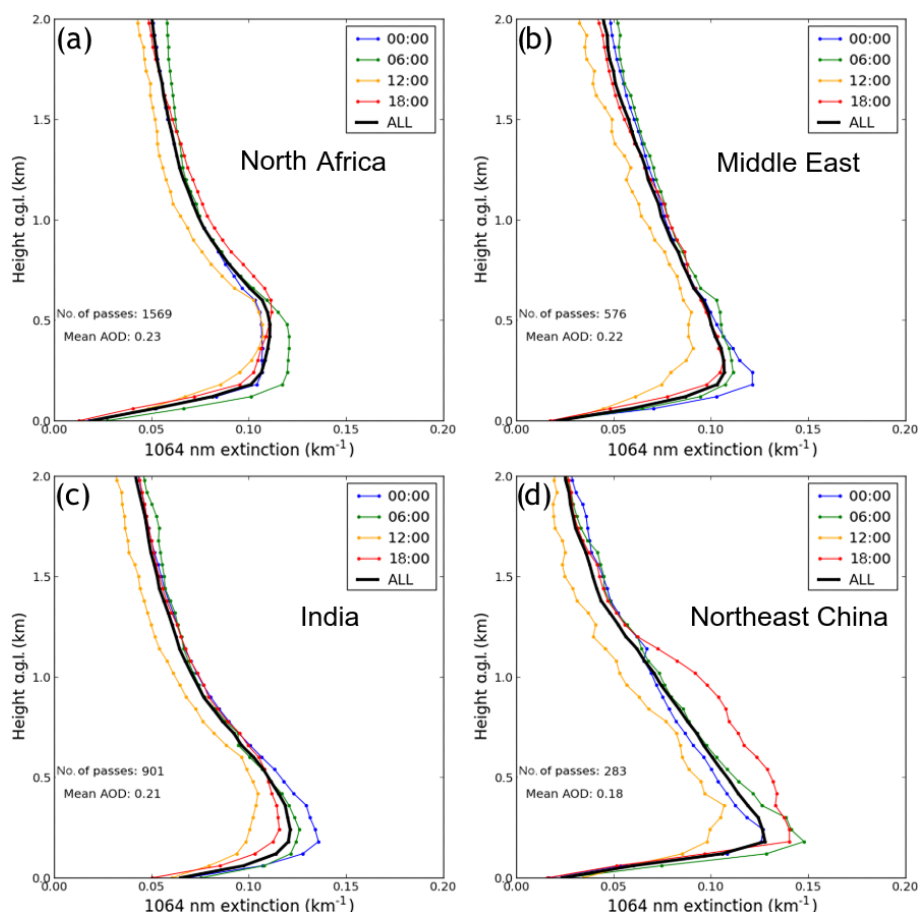 (a)
00:00
06:00
12:00
18:00
ALL
North Africa
No. of passes: 1569
Mean AOD: 0.23
Height a.g.l. (km)
2.0
1.5
1.0
0.5
0.0
0.00 0.05 0.10 0.15 0.20
1064 nm extinction (km⁻¹)
(b)
00:00
06:00
12:00
18:00
ALL
Middle East
No. of passes: 576
Mean AOD: 0.22
Height a.g.l. (km)
2.0
1.5
1.0
0.5
0.0
0.00 0.05 0.10 0.15 0.20
1064 nm extinction (km⁻¹)
(c)
00:00
06:00
12:00
18:00
ALL
India
No. of passes: 901
Mean AOD: 0.21
Height a.g.l. (km)
2.0
1.5
1.0
0.5
0.0
0.00 0.05 0.10 0.15 0.20
1064 nm extinction (km⁻¹)
(d)
00:00
06:00
12:00
18:00
ALL
Northeast China
No. of passes: 283
Mean AOD: 0.18
Height a.g.l. (km)
2.0
1.5
1.0
0.5
0.0
0.00 0.05 0.10 0.15 0.20
1064 nm extinction (km⁻¹)